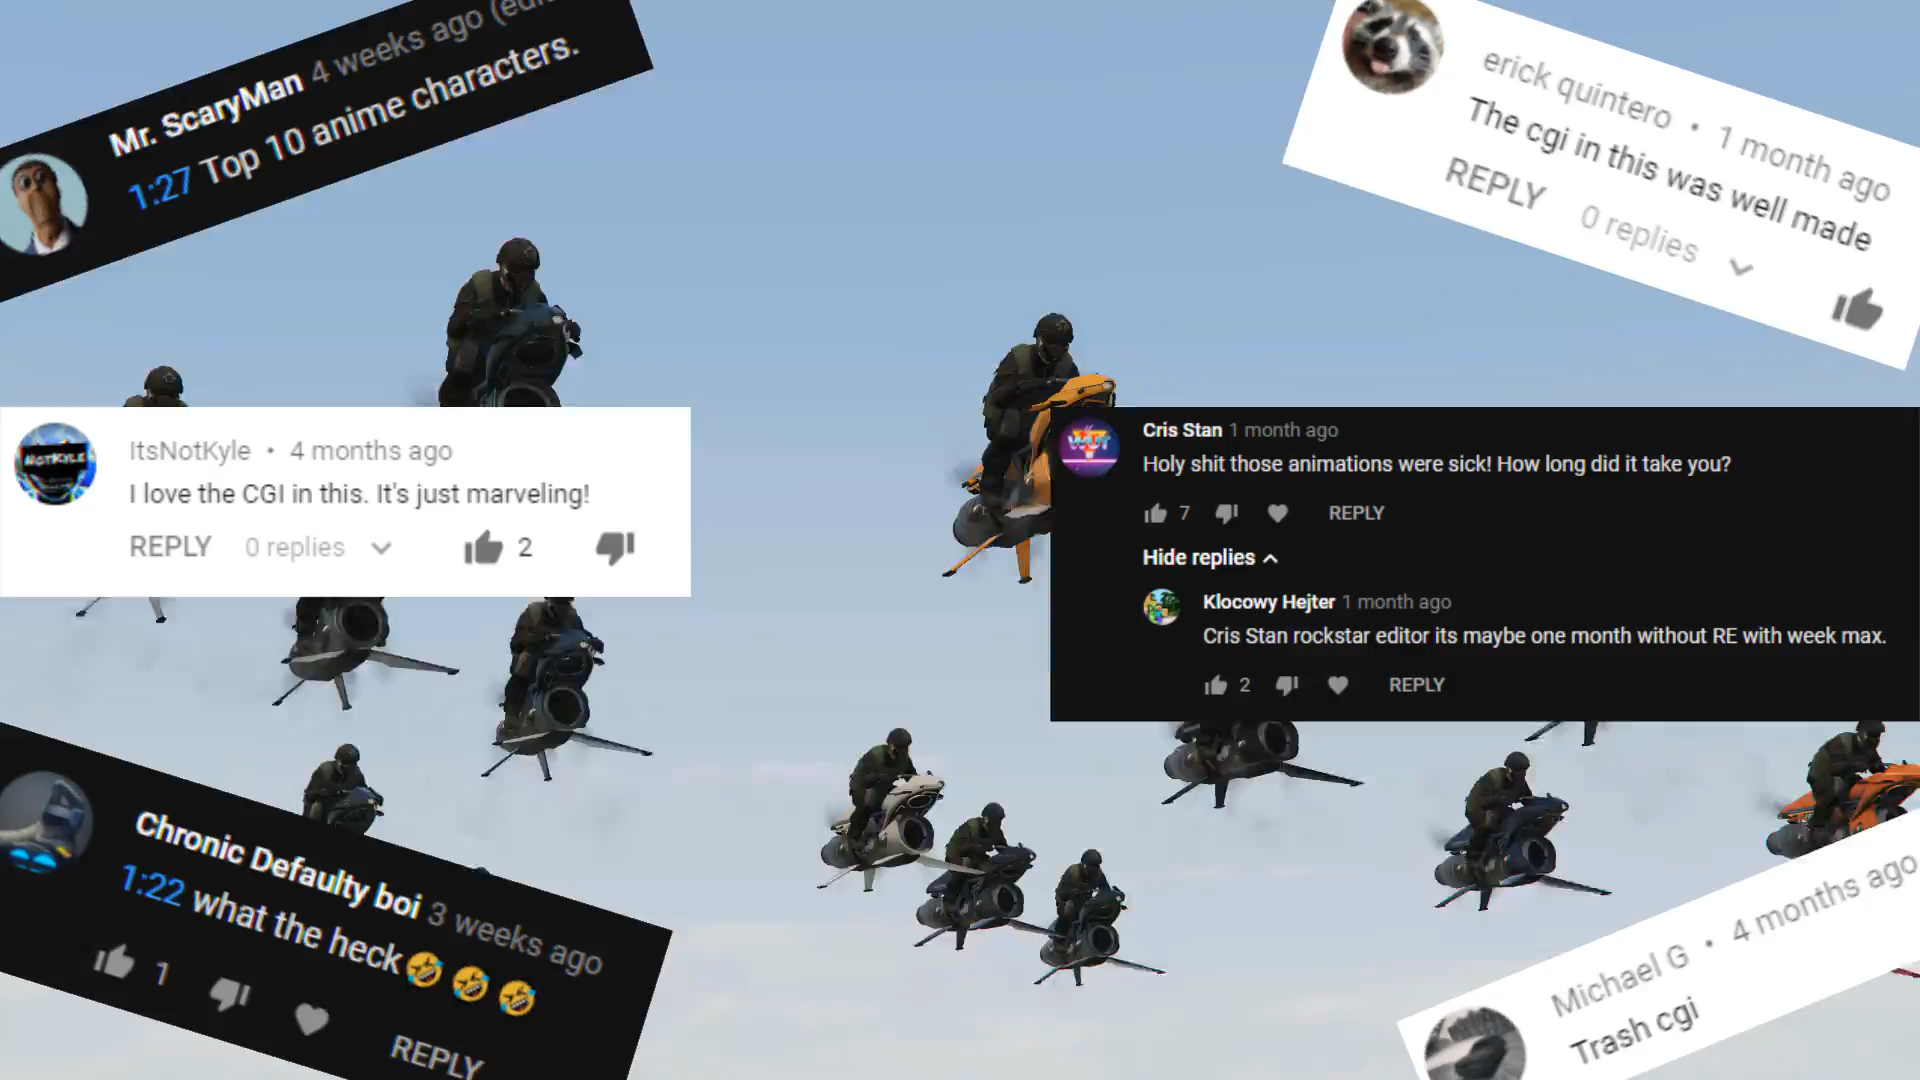 Mr. ScaryMan 4 weeks ago
1:27 Top 10 anime characters.
erick quintero • 1 month ago
The cgi in this was well made
REPLY 0 replies
ItsNotKyle • 4 months ago
I love the CGI in this. It's just marveling!
REPLY 0 replies 2
NOTKYLE
WUT
Cris Stan 1 month ago
Holy shit those animations were sick! How long did it take you?
7 REPLY
Hide replies
Klocowy Hejter 1 month ago
Cris Stan rockstar editor its maybe one month without RE with week max.
2 REPLY
Chronic Defaulty boi 3 weeks ago
1:22 what the heck🤣🤣🤣
1 REPLY
Michael G • 4 months ago
Trash cgi